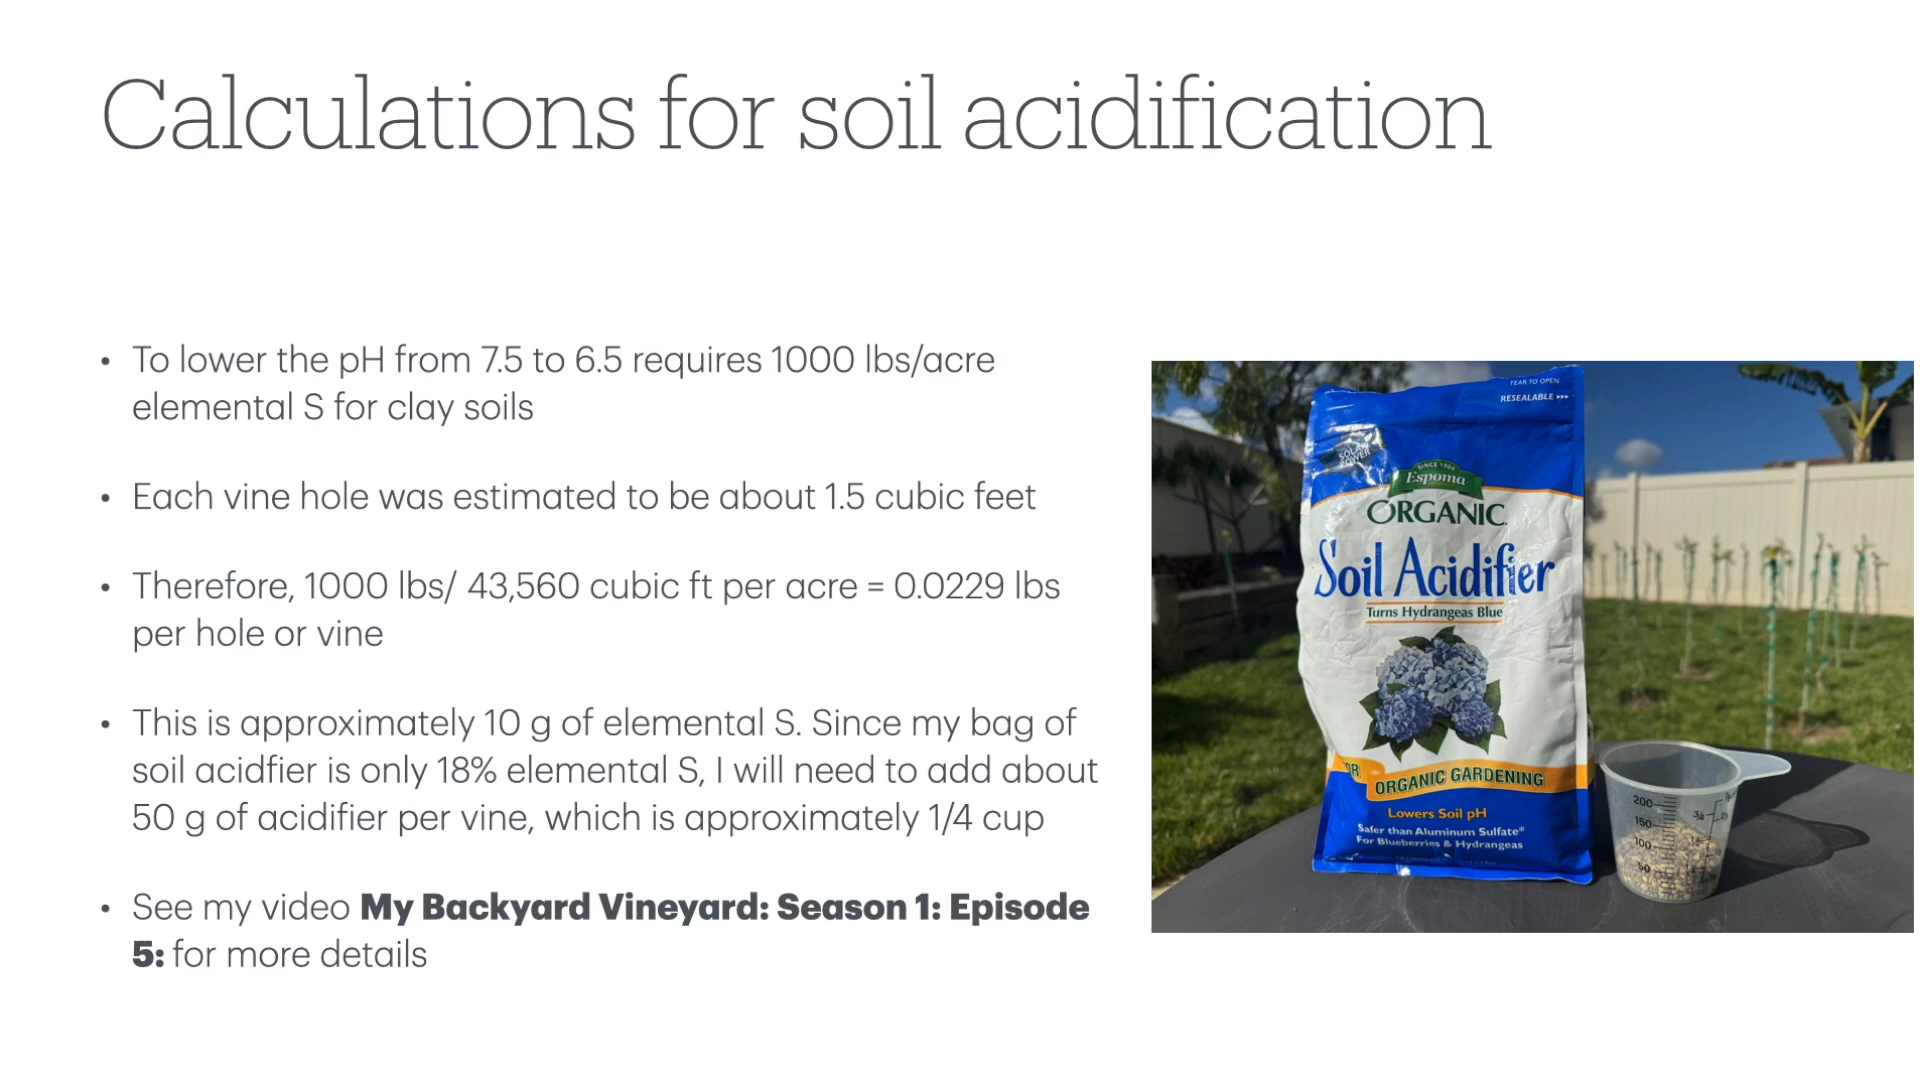 Calculations for soil acidification
• To lower the pH from 7.5 to 6.5 requires 1000 lbs/acre
elemental S for clay soils
• Each vine hole was estimated to be about 1.5 cubic feet
• Therefore, 1000 lbs/ 43,560 cubic ft per acre = 0.0229 lbs
per hole or vine
• This is approximately 10 g of elemental S. Since my bag of
soil acidfier is only 18% elemental S, I will need to add about
50 g of acidifier per vine, which is approximately 1/4 cup
• See my video My Backyard Vineyard: Season 1: Episode
5: for more details
TEAR TO OPEN
RESEALABLE
SOLAR
POWER
SINCE 1929
Espoma
ORGANIC
Soil Acidifier
Turns Hydrangeas Blue
ORGANIC GARDENING
Lowers Soil pH
Safer than Aluminum Sulfate*
For Blueberries & Hydrangeas
200
150
100
50